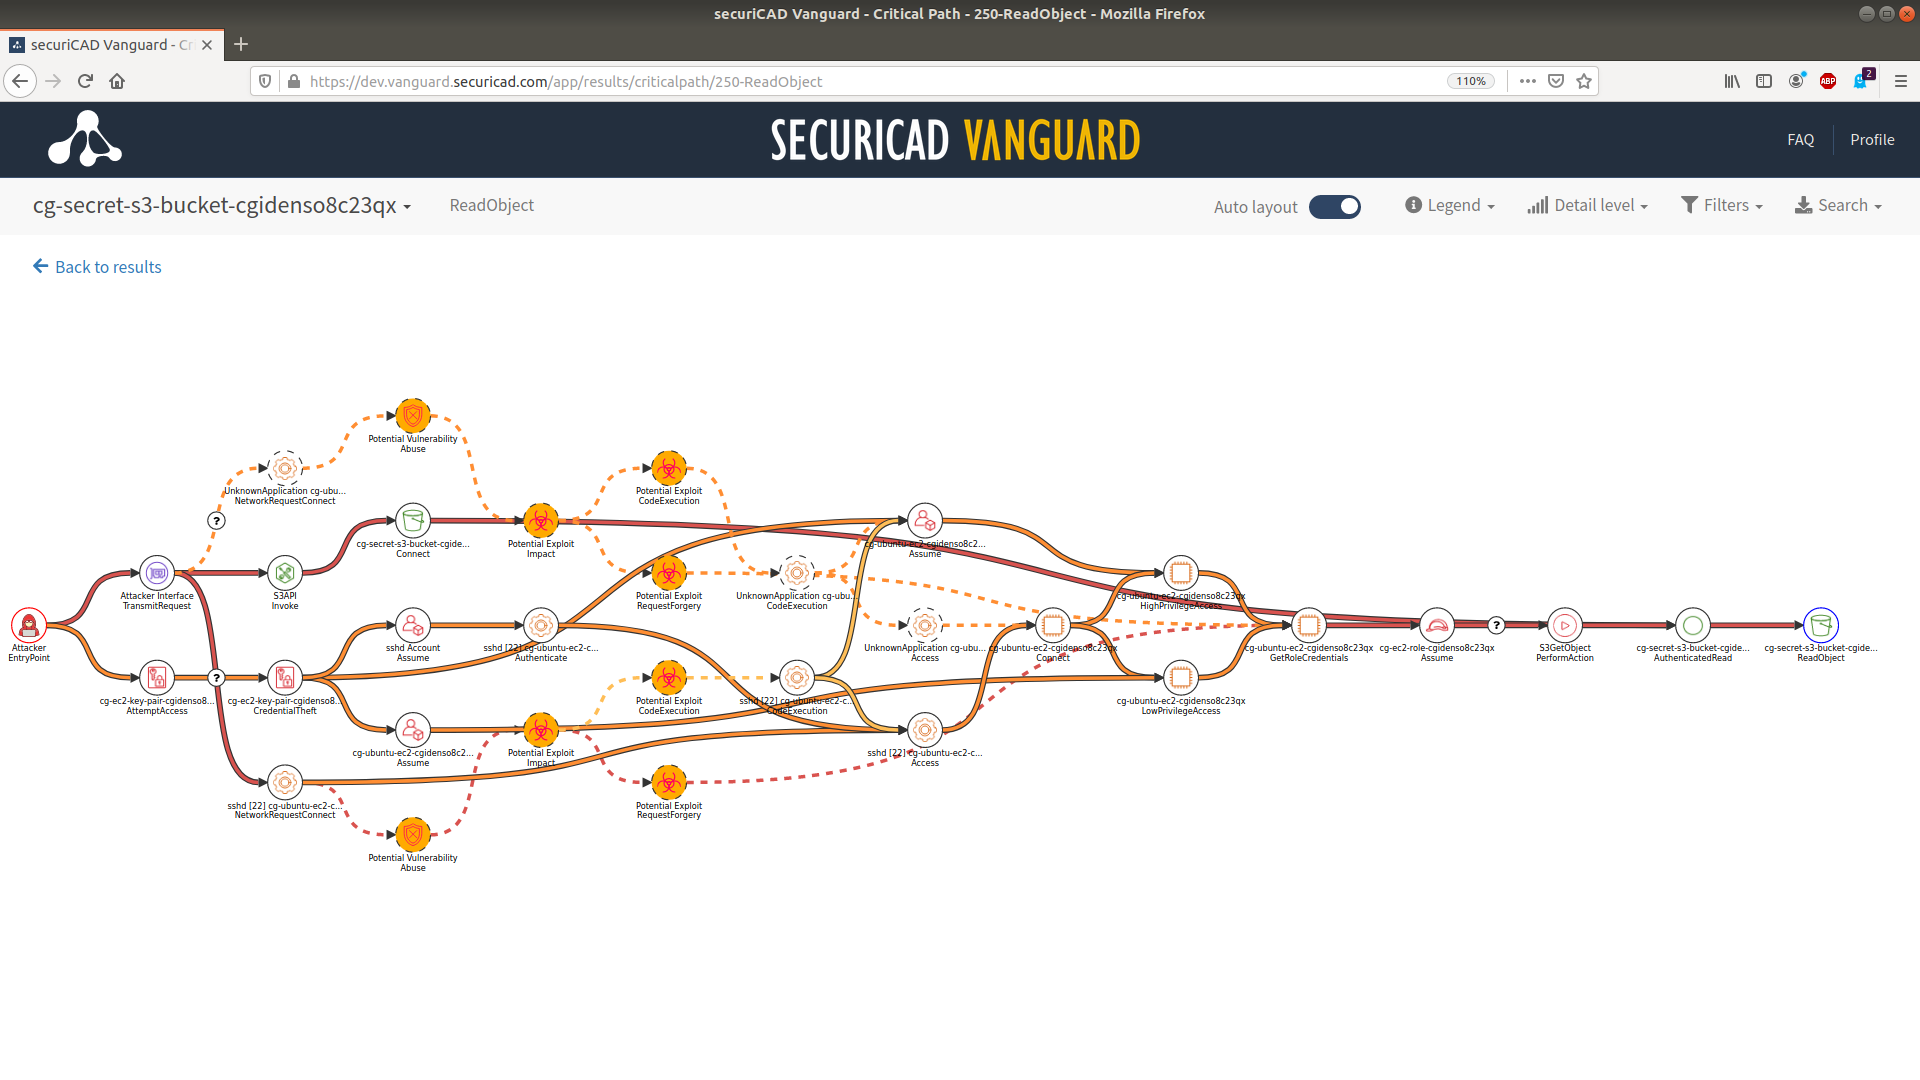 securiCAD Vanguard - Critical Path - 250-ReadObject - Mozilla Firefox
securiCAD Vanguard - Cr
https://dev.vanguard.securicad.com/app/results/criticalpath/250-ReadObject
110%
ABP
2
SECURICAD VANGUARD
FAQ
Profile
cg-secret-s3-bucket-cgidenso8c23qx
ReadObject
Auto layout
Legend
Detail level
Filters
Search
Back to results
Potential Vulnerability
Abuse
UnknownApplication cg-ubu...
NetworkRequestConnect
Potential Exploit
CodeExecution
?
cg-secret-s3-bucket-cgide...
Connect
Potential Exploit
Impact
cg-ubuntu-ec2-cgidenso8c2...
Assume
Attacker Interface
TransmitRequest
S3API
Invoke
Potential Exploit
RequestForgery
UnknownApplication cg-ubu...
CodeExecution
cg-ubuntu-ec2-cgidenso8c23qx
HighPrivilegeAccess
Attacker
EntryPoint
sshd Account
Assume
sshd [22] cg-ubuntu-ec2-c...
Authenticate
UnknownApplication cg-ubu...
Access
cg-ubuntu-ec2-cgidenso8c23qx
Connect
cg-ubuntu-ec2-cgidenso8c23qx
GetRoleCredentials
cg-ec2-role-cgidenso8c23qx
Assume
?
S3GetObject
PerformAction
cg-secret-s3-bucket-cgide...
AuthenticatedRead
cg-secret-s3-bucket-cgide...
ReadObject
cg-ec2-key-pair-cgidenso8...
AttemptAccess
?
cg-ec2-key-pair-cgidenso8...
CredentialTheft
Potential Exploit
CodeExecution
sshd [22] cg-ubuntu-ec2-c...
CodeExecution
cg-ubuntu-ec2-cgidenso8c23qx
LowPrivilegeAccess
cg-ubuntu-ec2-cgidenso8c2...
Assume
Potential Exploit
Impact
sshd [22] cg-ubuntu-ec2-c...
Access
sshd [22] cg-ubuntu-ec2-c...
NetworkRequestConnect
Potential Exploit
RequestForgery
Potential Vulnerability
Abuse